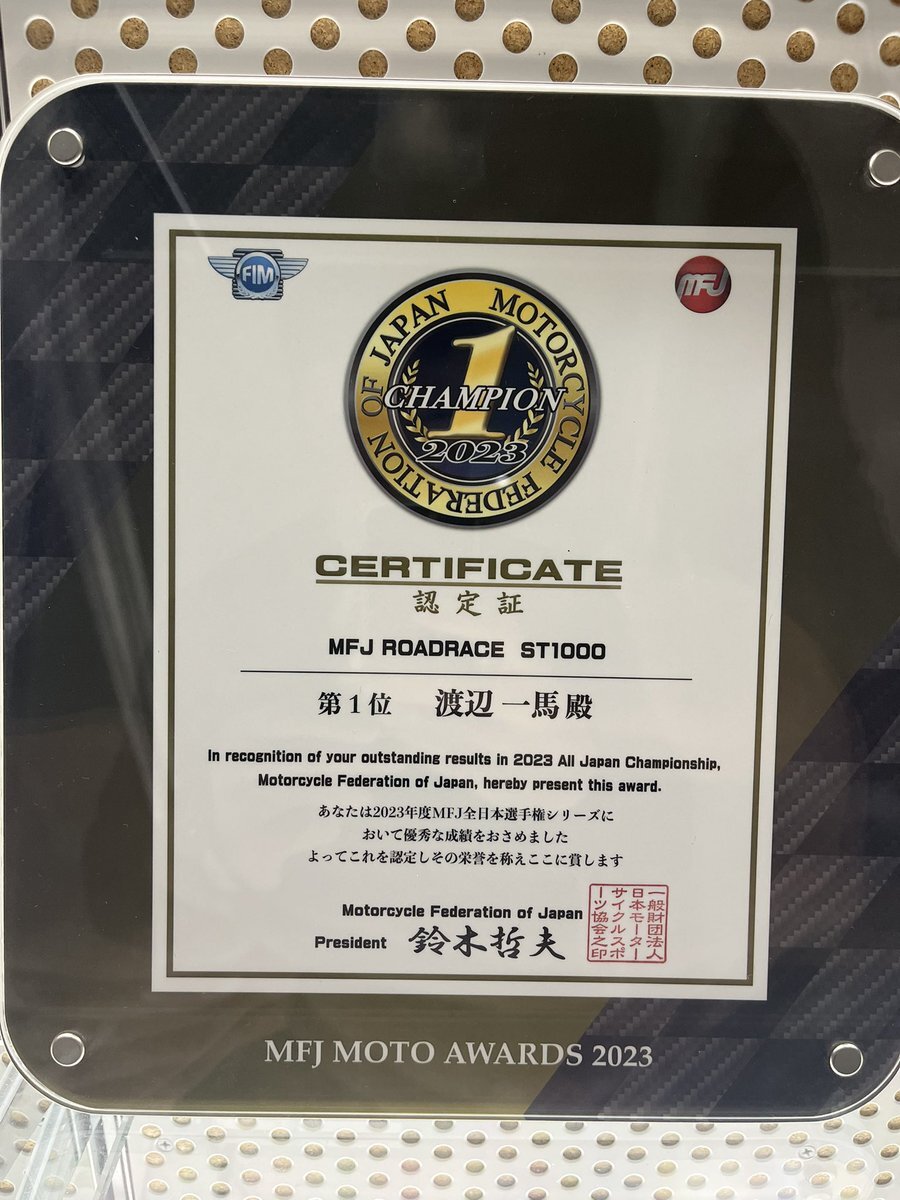 FIM
MFJ
MOTORCYCLE FEDERATION OF JAPAN
1
CHAMPION
2023
CERTIFICATE
認定証
MFJ ROADRACE ST1000
第1位 渡辺 一馬 殿
In recognition of your outstanding results in 2023 All Japan Championship,
Motorcycle Federation of Japan, hereby present this award.
あなたは2023年度MFJ全日本選手権シリーズに
おいて優秀な成績をおさめました
よってこれを認定しその栄誉を称えここに賞します
Motorcycle Federation of Japan
President 鈴木哲夫
一般財団法人
日本モーター
サイクルスポ
ーツ協会之印
MFJ MOTO AWARDS 2023